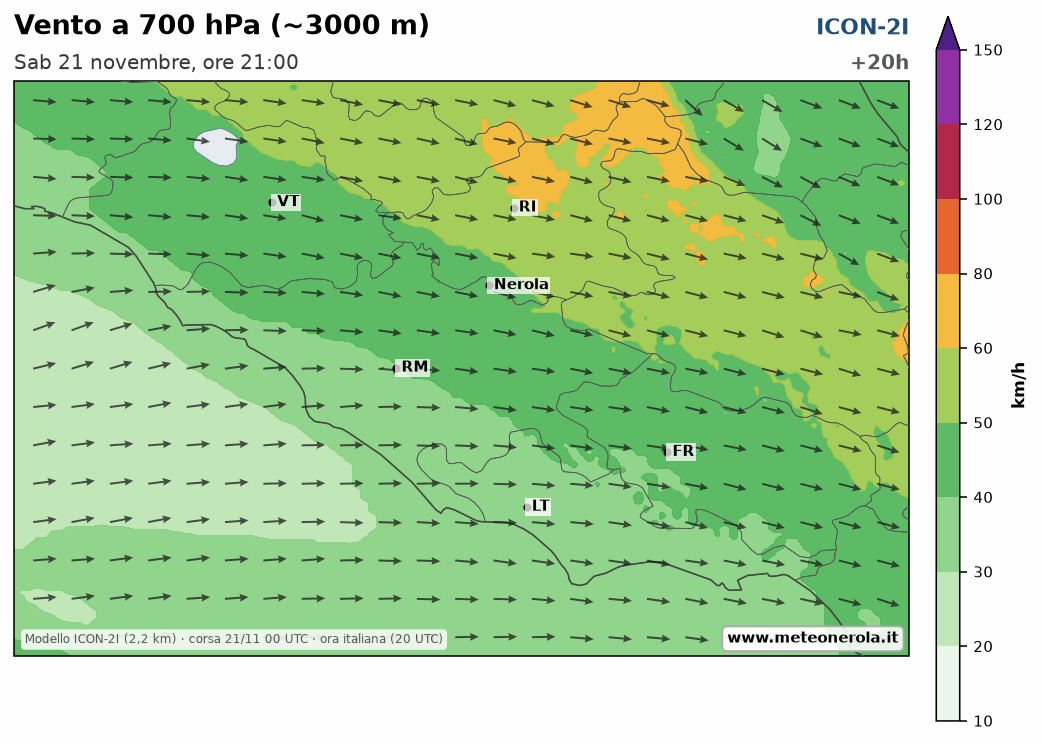 Vento a 700 hPa (~3000 m)
ICON-2I
Sab 21 novembre, ore 21:00
+20h
VT
RI
Nerola
RM
FR
LT
Modello ICON-2I (2,2 km) · corsa 21/11 00 UTC · ora italiana (20 UTC)
www.meteonerola.it
150
120
100
80
60
50
40
30
20
10
km/h